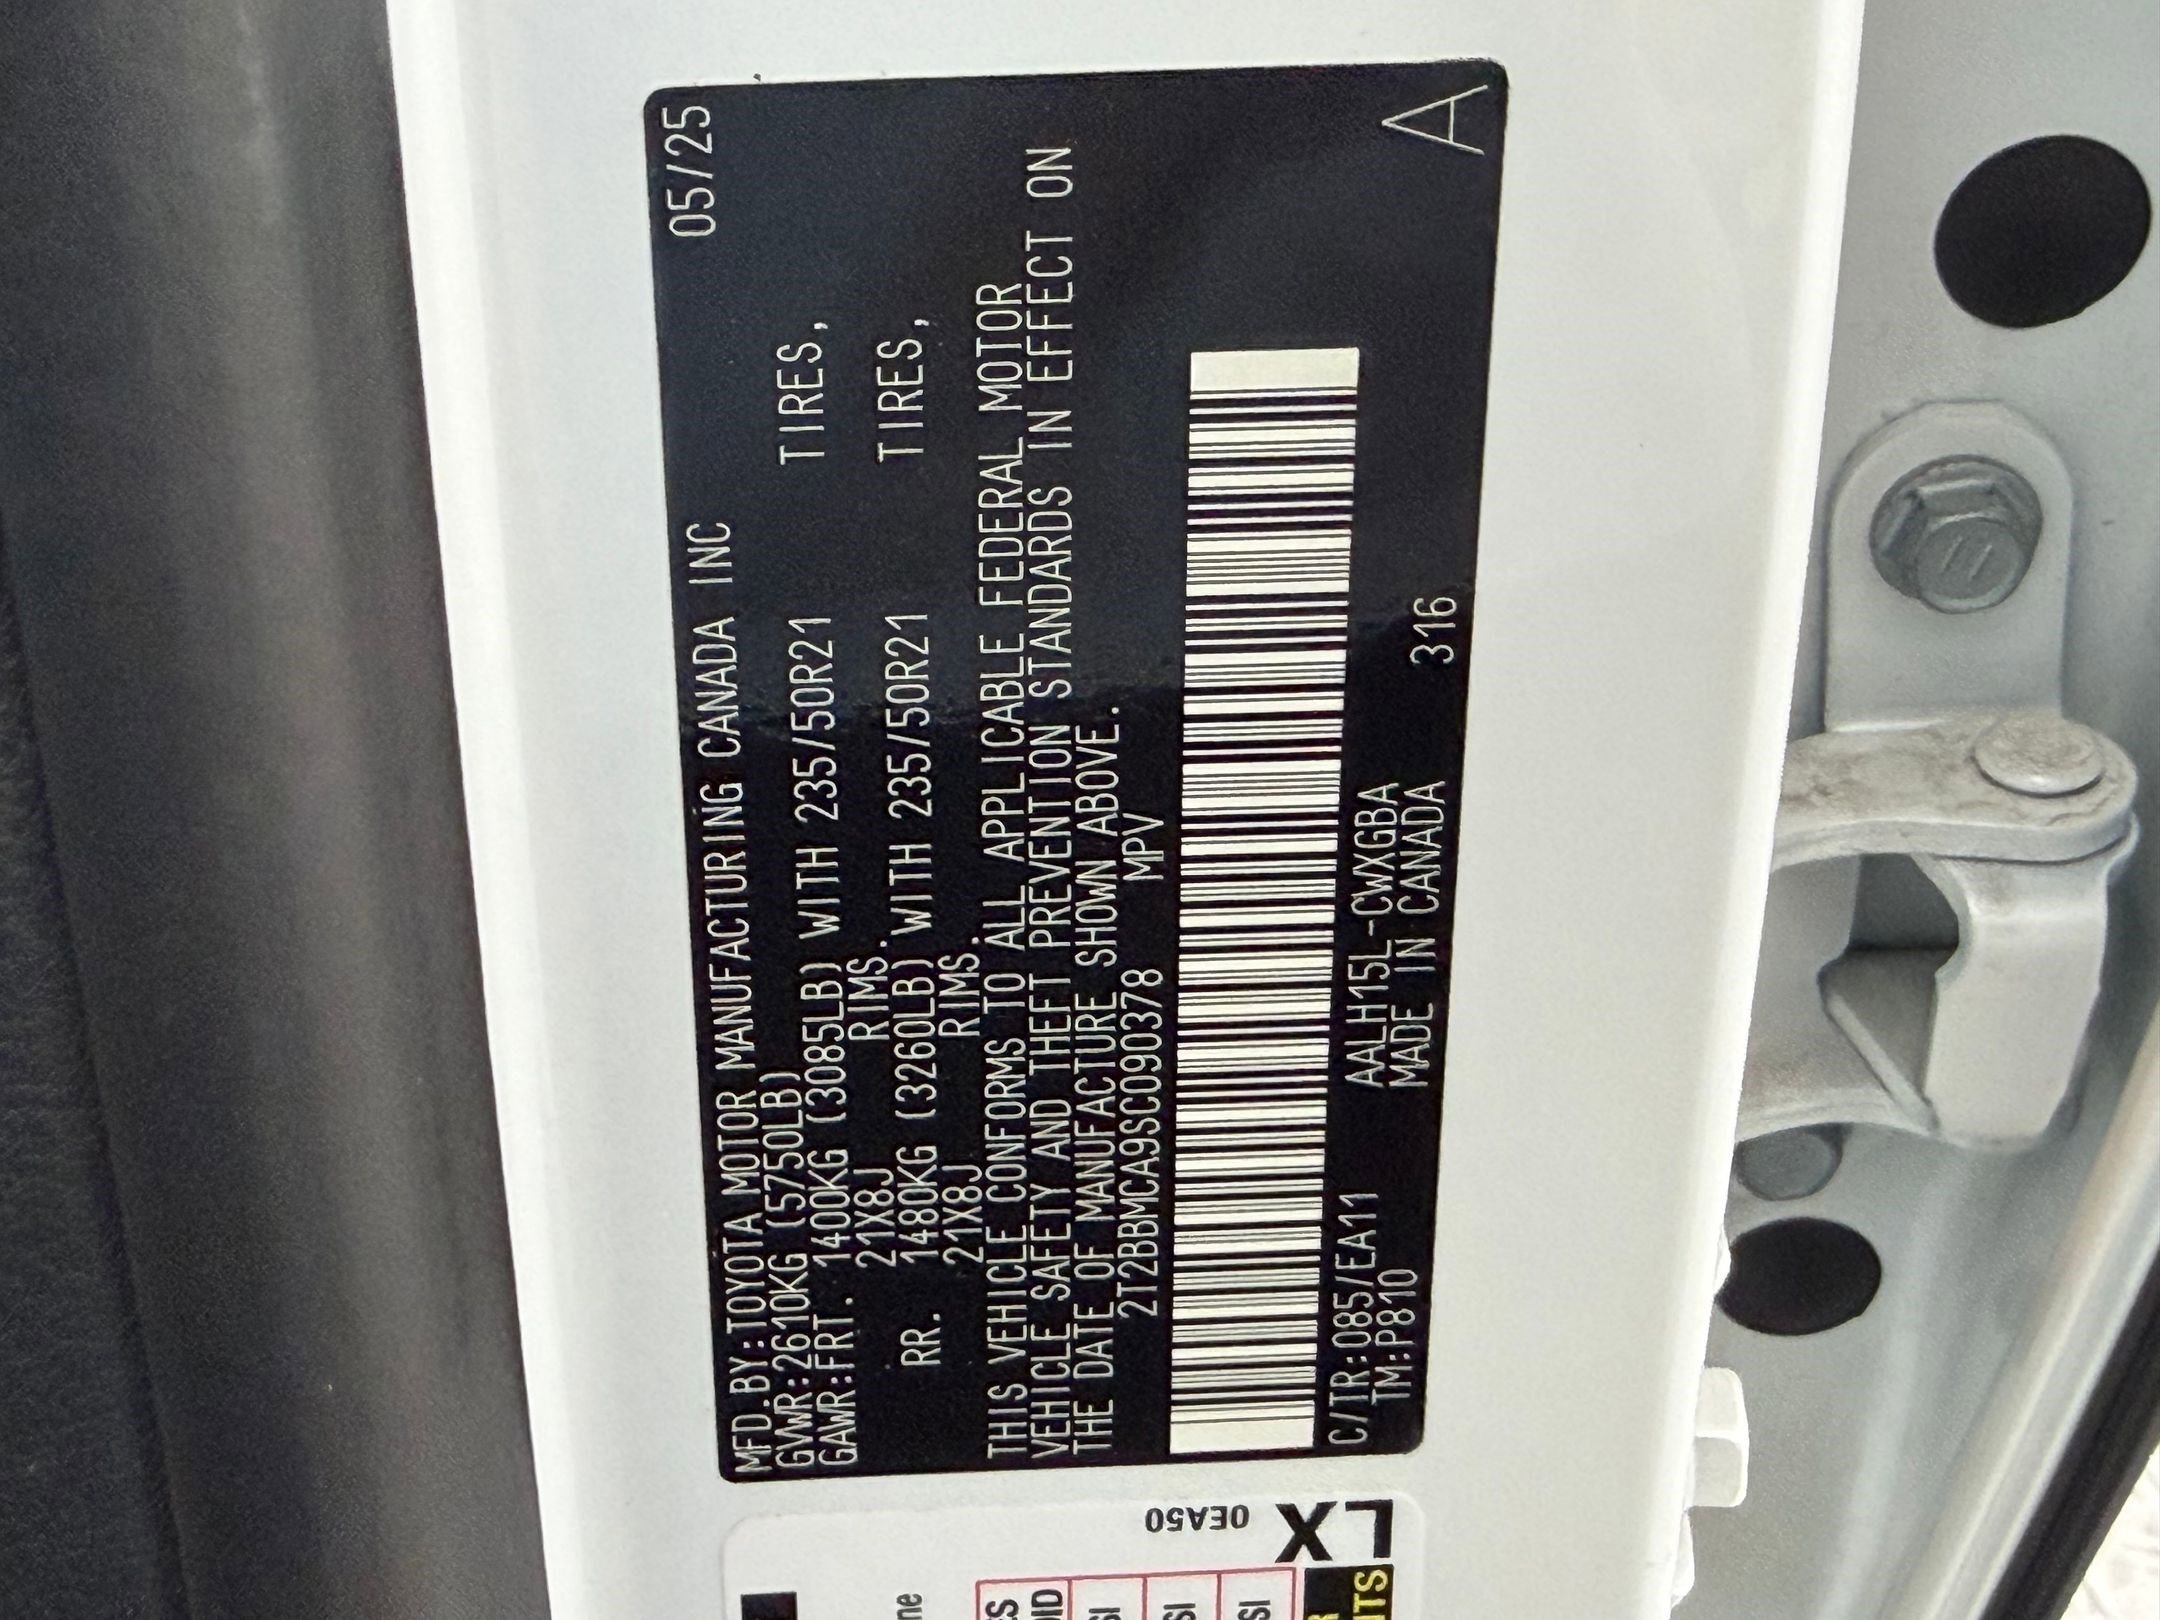 MFD.BY:TOYOTA MOTOR MANUFACTURING CANADA INC 05/25
GVWR:2610KG (5750LB)
GAWR:FRT. 1400KG (3085LB) WITH 235/50R21 TIRES,
21X8J RIMS.
RR. 1480KG (3260LB) WITH 235/50R21 TIRES,
21X8J RIMS.
THIS VEHICLE CONFORMS TO ALL APPLICABLE FEDERAL MOTOR
VEHICLE SAFETY AND THEFT PREVENTION STANDARDS IN EFFECT ON
THE DATE OF MANUFACTURE SHOWN ABOVE.
2T2BBMCA9SC090378 MPV
C/TR:085/EA11 AALH15L-CWXGBA
TM:P810 MADE IN CANADA 316 A
0EA50
LX